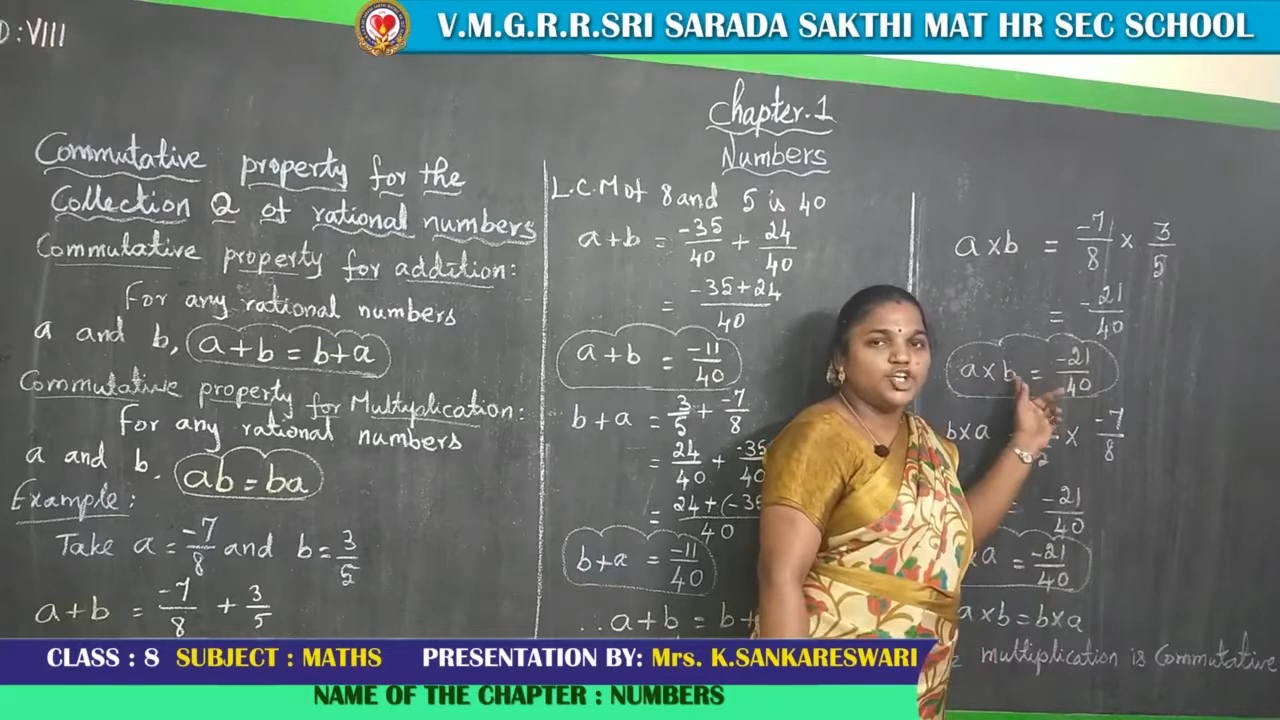 V.M.G.R.R.SRI SARADA SAKTHI MAT HR SEC SCHOOL
D:VIII
Chapter.1
Numbers
Commutative property for the
Collection Q of rational numbers
Commutative property for addition:
For any rational numbers
a and b, a+b = b+a
Commutative property for Multyplication:
For any rational numbers
a and b. ab = ba
Example:
Take a = -7/8 and b = 3/5
a+b = -7/8 + 3/5
L.C.M of 8 and 5 is 40
a+b = -35/40 + 24/40
= -35+24/40
a+b = -11/40
b+a = 3/5 + -7/8
= 24/40 + -35/40
= 24+(-35/40
b+a = -11/40
∴ a+b = b+
a×b = -7/8 × 3/5
= -21/40
a×b = -21/40
b×a × -7/8
= -21/40
a = -21/40
a×b = b×a
multiplication is Commutative
CLASS : 8 SUBJECT : MATHS PRESENTATION BY: Mrs. K.SANKARESWARI
NAME OF THE CHAPTER : NUMBERS